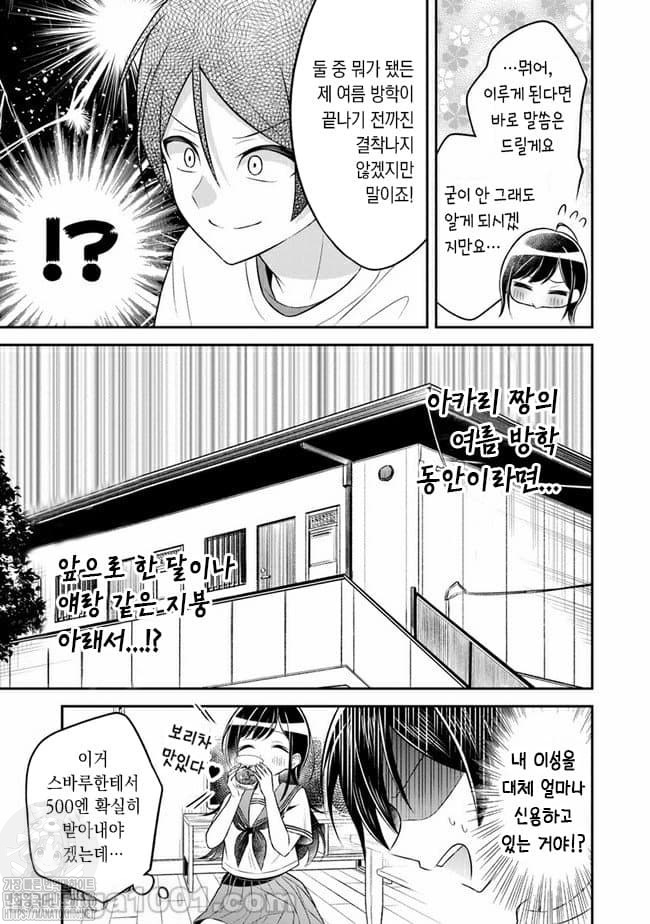 …뭐어,
이루게 된다면
바로 말씀은
드릴게요
굳이 안 그래도
알게 되시겠
지만요…
둘 중 뭐가 됐든
제 여름 방학이
끝나기 전까진
결착나지
않겠지만
말이죠!
!?
아카리 짱의
여름 방학
동안이라면…
앞으로 한 달이나
얘랑 같은 지붕
아래서…!?
내 이성을
대체 얼마나
신용하고
있는 거야!?
보리차
맛있다♥
이거
스바루한테서
500엔 확실히
받아내야
겠는데…